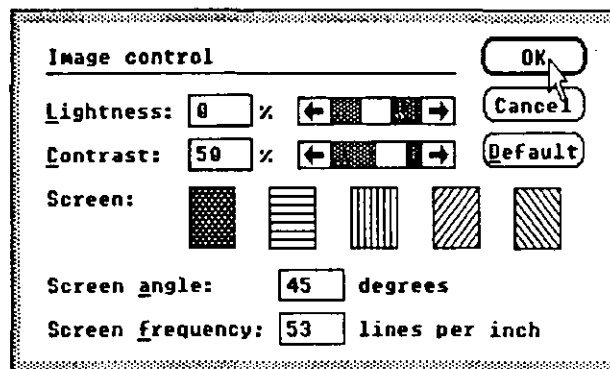 Image control
OK
Lightness: 0 %
Cancel
Contrast: 50 %
Default
Screen:
Screen angle: 45 degrees
Screen frequency: 53 lines per inch